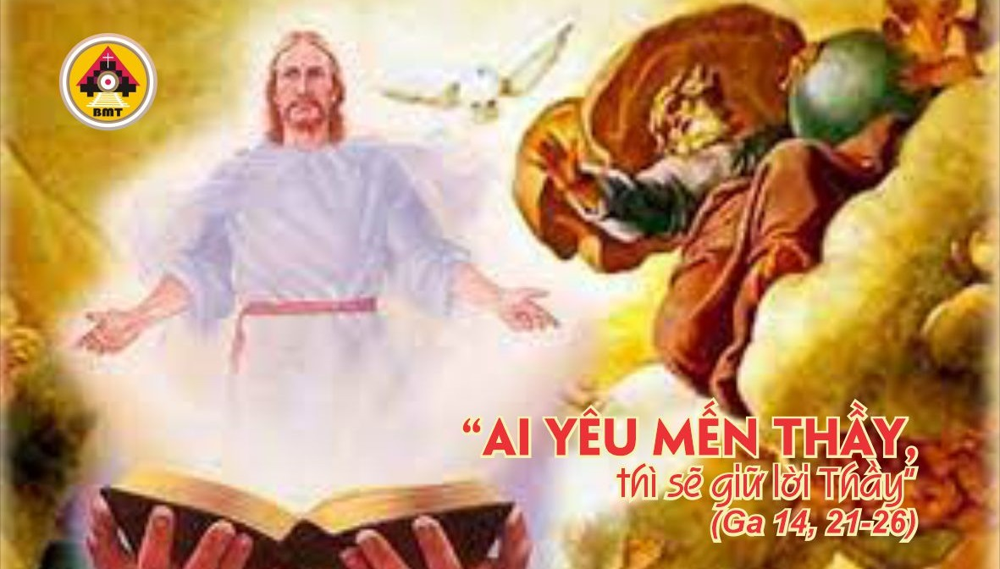 BMT
“AI YÊU MẾN THẦY,
thì sẽ giữ lời Thầy"
(Ga 14, 21-26)